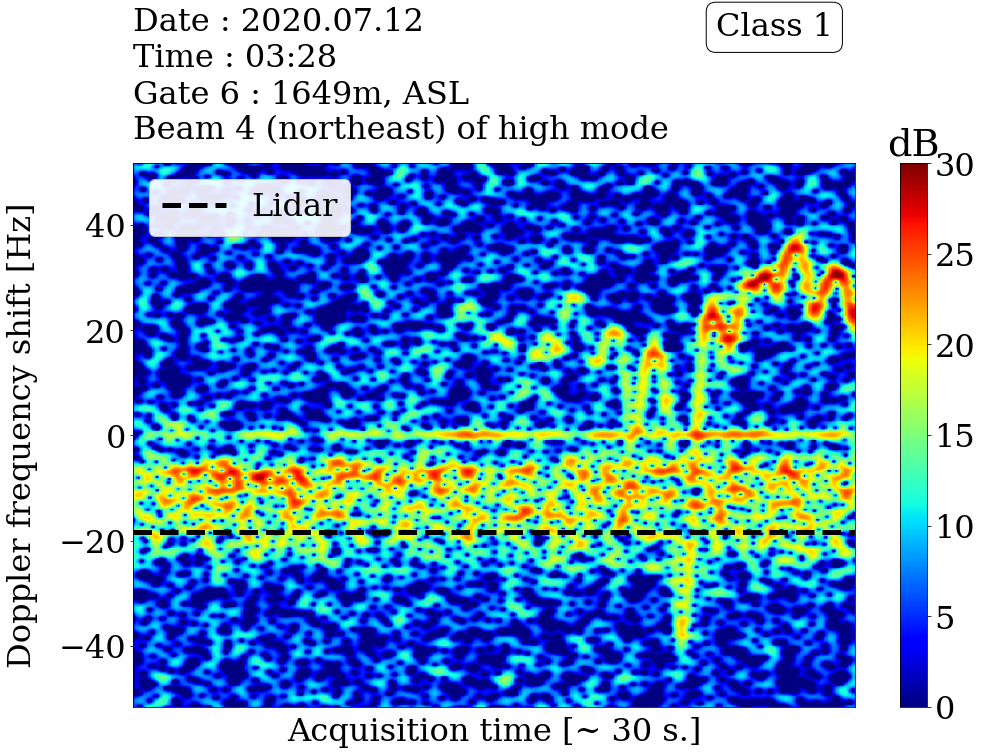 Date : 2020.07.12
Time : 03:28
Gate 6 : 1649m, ASL
Beam 4 (northeast) of high mode
Class 1
dB
Lidar
Doppler frequency shift [Hz]
40
20
0
−20
−40
Acquisition time [~ 30 s.]
30
25
20
15
10
5
0